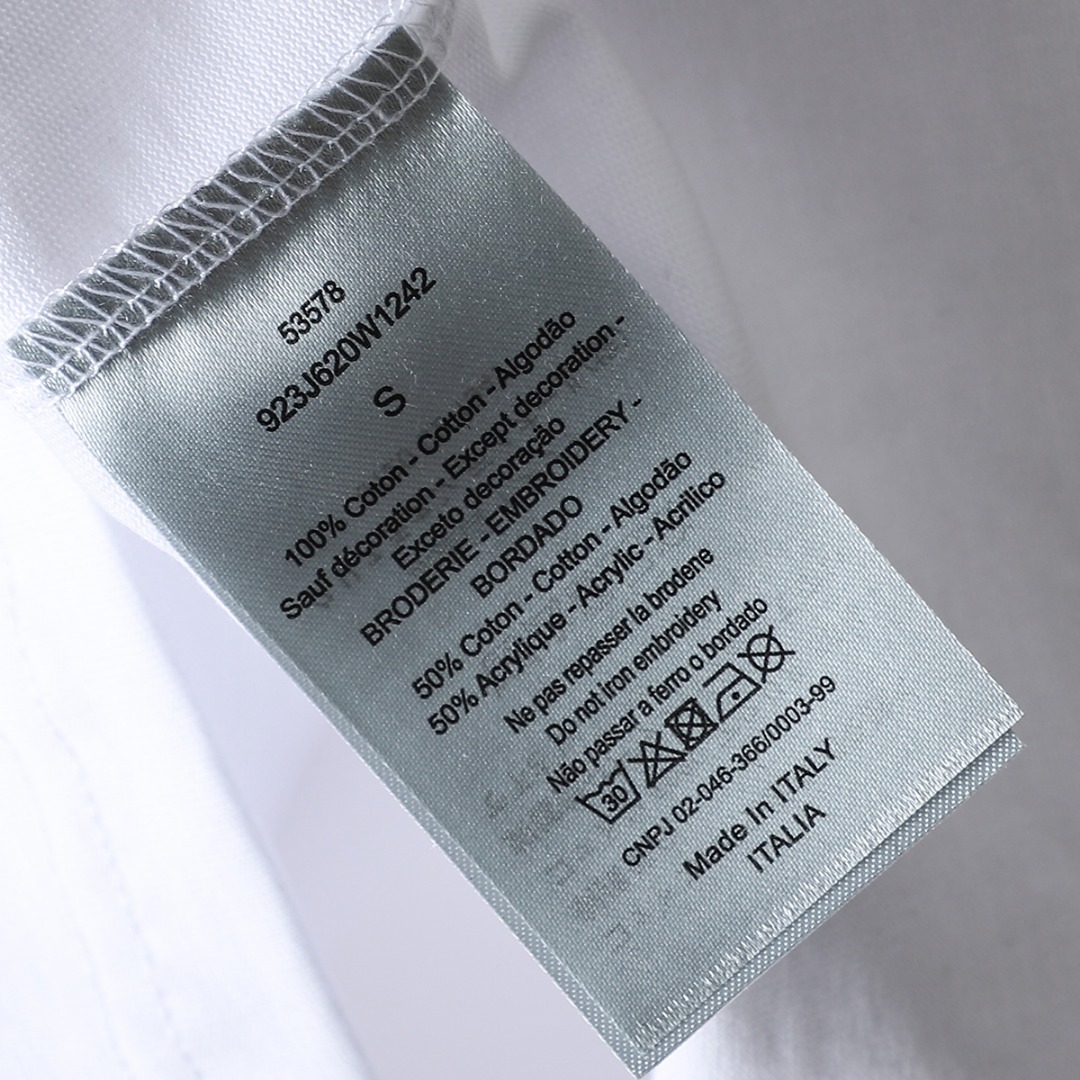 53578
923J620W1242
S
100% Coton - Cotton - Algodão
Sauf décoration - Except decoration -
Exceto decoração
BRODERIE - EMBROIDERY -
BORDADO
50% Coton - Cotton - Algodão
50% Acrylique - Acrylic - Acrilico
Ne pas repasser la brodene
Do not iron embroidery
Não passar a ferro o bordado
30
CNPJ 02-046-366/0003-99
Made In ITALY
ITALIA